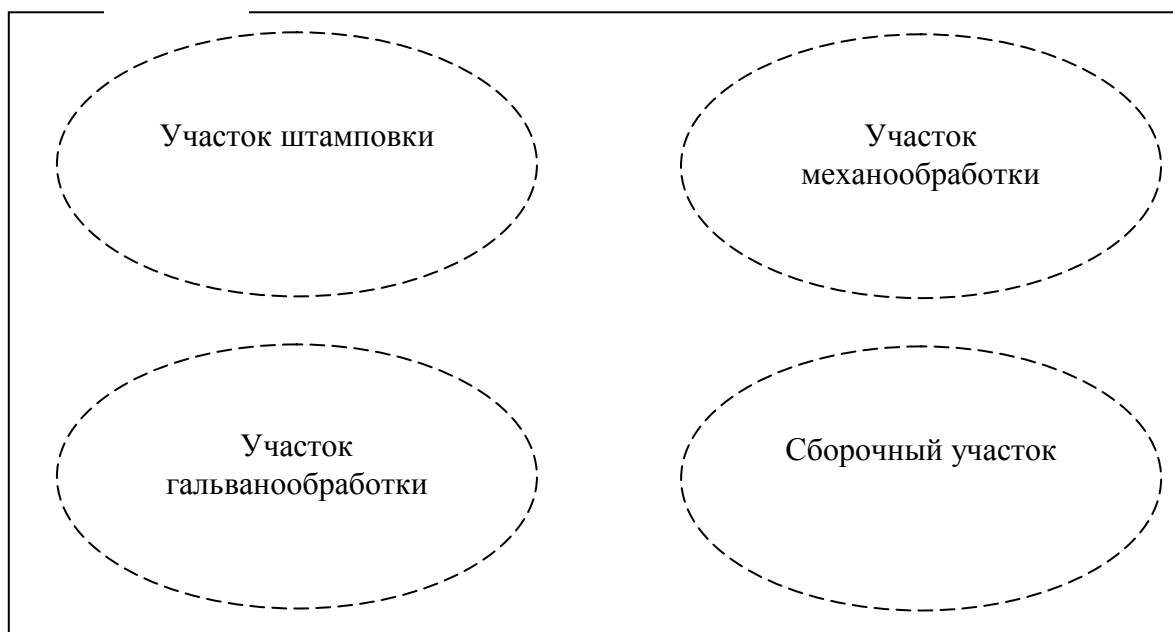 Участок штамповки
Участок
механообработки
Участок
гальванообработки
Сборочный участок